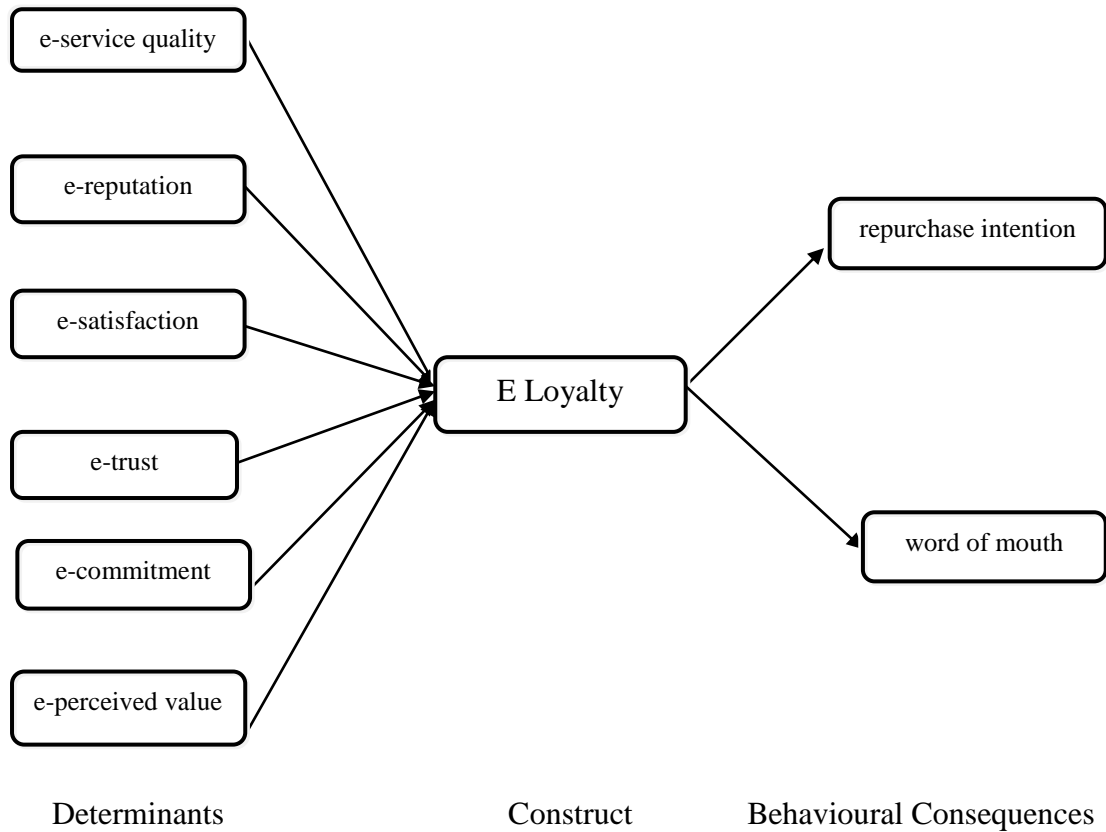 e-service quality
e-reputation
e-satisfaction
e-trust
e-commitment
e-perceived value
E Loyalty
repurchase intention
word of mouth
Determinants
Construct
Behavioural Consequences